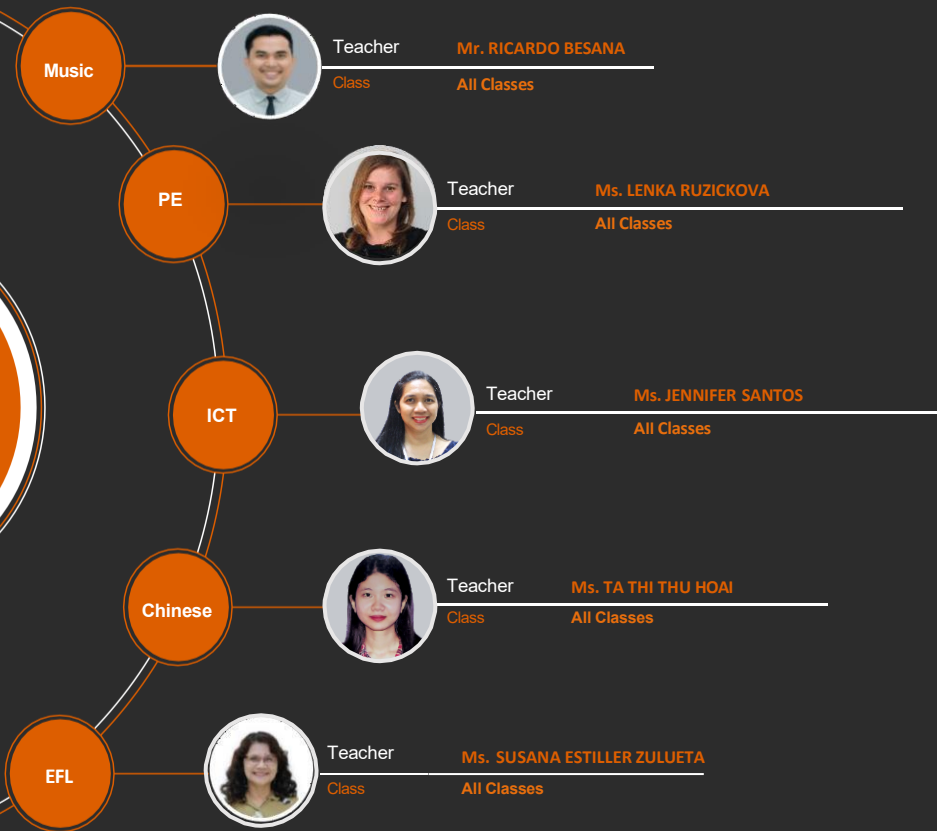 Music
Teacher Mr. RICARDO BESANA
Class All Classes
PE
Teacher Ms. LENKA RUZICKOVA
Class All Classes
ICT
Teacher Ms. JENNIFER SANTOS
Class All Classes
Chinese
Teacher Ms. TA THI THU HOAI
Class All Classes
EFL
Teacher Ms. SUSANA ESTILLER ZULUETA
Class All Classes